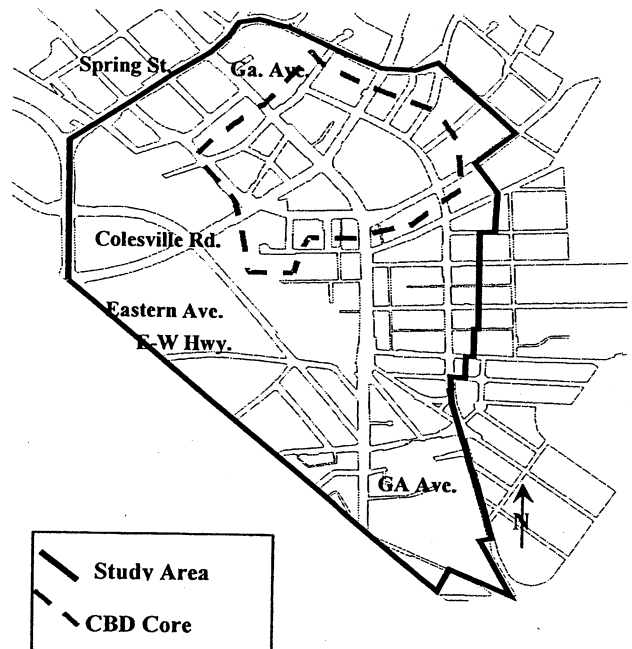 Spring St.
Ga. Ave.
Colesville Rd.
Eastern Ave.
E-W Hwy.
GA Ave.
N
Study Area
CBD Core